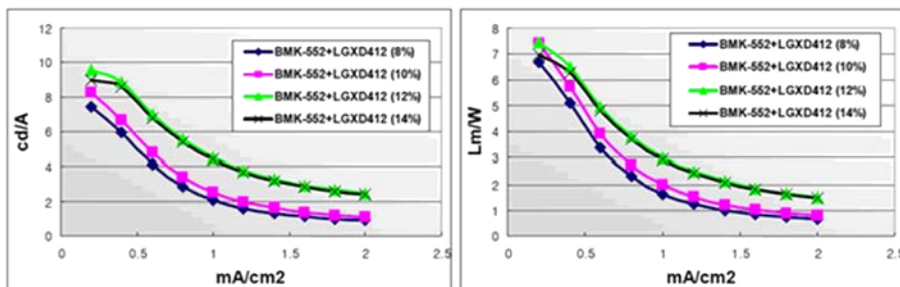 12
10
8
6
4
2
0
cd/A
BMK-552+LGXD412 (8%)
BMK-552+LGXD412 (10%)
BMK-552+LGXD412 (12%)
BMK-552+LGXD412 (14%)
0 0.5 1 1.5 2 2.5
mA/cm2
8
7
6
5
4
3
2
1
0
Lm/W
BMK-552+LGXD412 (8%)
BMK-552+LGXD412 (10%)
BMK-552+LGXD412 (12%)
BMK-552+LGXD412 (14%)
0 0.5 1 1.5 2 2.5
mA/cm2